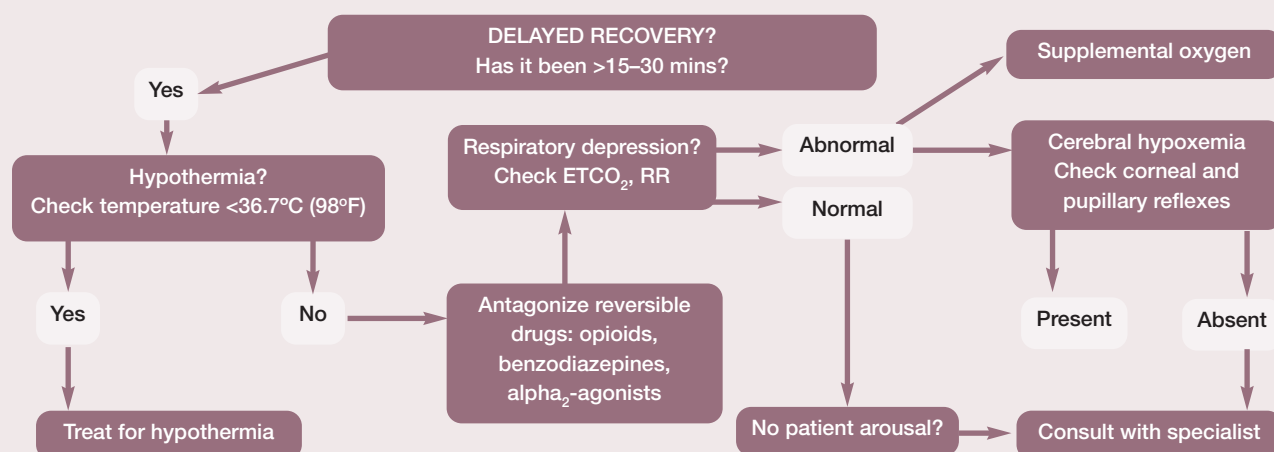 DELAYED RECOVERY?
Has it been >15–30 mins?
Supplemental oxygen
Yes
Respiratory depression?
Check ETCO₂, RR
Abnormal
Normal
Cerebral hypoxemia
Check corneal and
pupillary reflexes
Hypothermia?
Check temperature <36.7ºC (98ºF)
Yes
No
Antagonize reversible
drugs: opioids,
benzodiazepines,
alpha₂-agonists
Present
Absent
Treat for hypothermia
No patient arousal?
Consult with specialist